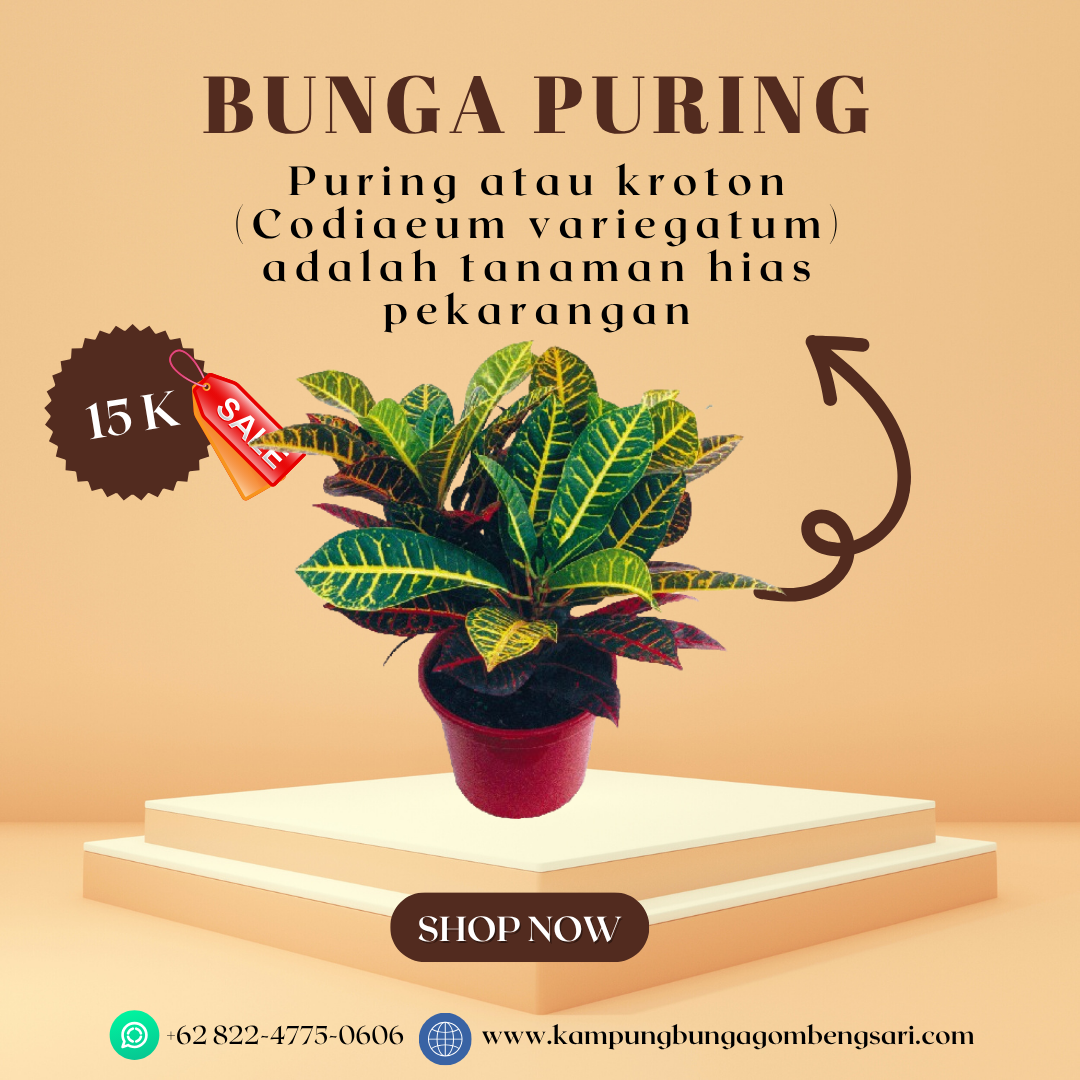 BUNGA PURING
Puring atau kroton
(Codiaeum variegatum)
adalah tanaman hias
pekarangan
15 K
SALE
SHOP NOW
+62 822-4775-0606
www.kampungbungagombengsari.com